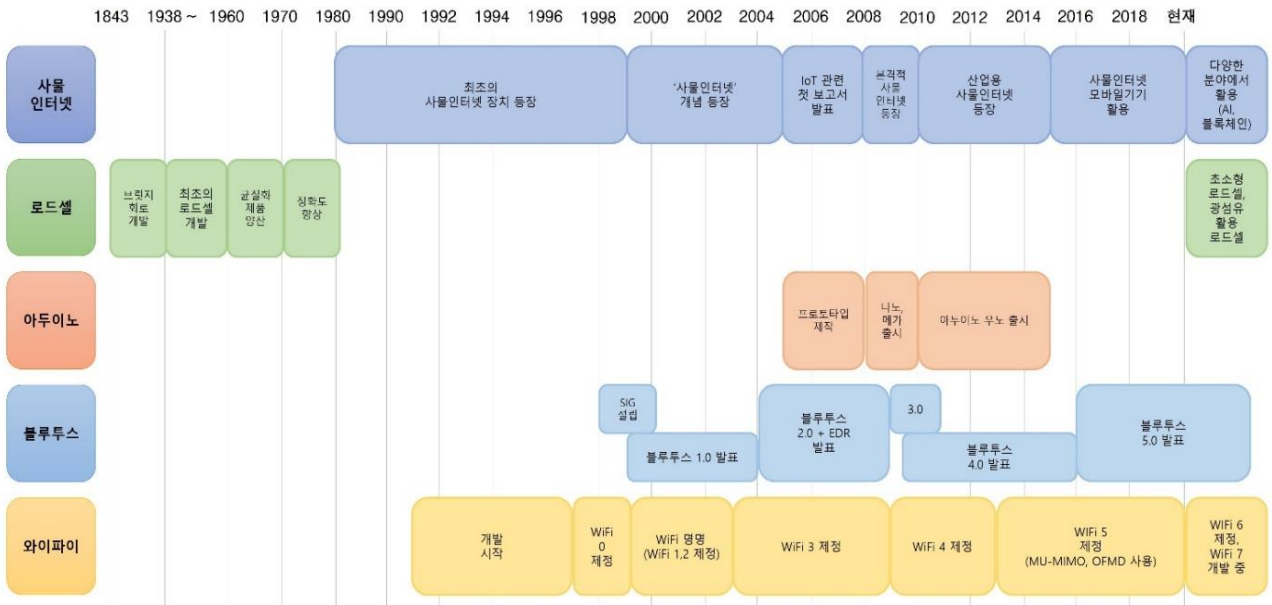 1843 1938 ~ 1960 1970 1980 1990 1992 1994 1996 1998 2000 2002 2004 2006 2008 2010 2012 2014 2016 2018 현재
사물
인터넷
최초의
사물인터넷 장치 등장
‘사물인터넷’
개념 등장
IoT 관련
첫 보고서
발표
본격적
사물
인터넷
등장
산업용
사물인터넷
등장
사물인터넷
모바일기기
활용
다양한
분야에서
활용
(AI,
블록체인)
로드셀
브릿지
회로
개발
최초의
로드셀
개발
균일화
제품
양산
정확도
향상
초소형
로드셀,
광섬유
활용
로드셀
아두이노
프로토타입
제작
나노,
메가
출시
아두이노 우노 출시
블루투스
SIG
설립
블루투스 1.0 발표
블루투스
2.0 + EDR
발표
3.0
블루투스
4.0 발표
블루투스
5.0 발표
와이파이
개발
시작
WiFi
0
제정
WiFi 명명
(WiFi 1,2 제정)
WiFi 3 제정
WiFi 4 제정
WIFi 5
제정
(MU-MIMO, OFMD 사용)
WIFi 6
제정,
WiFi 7
개발 중